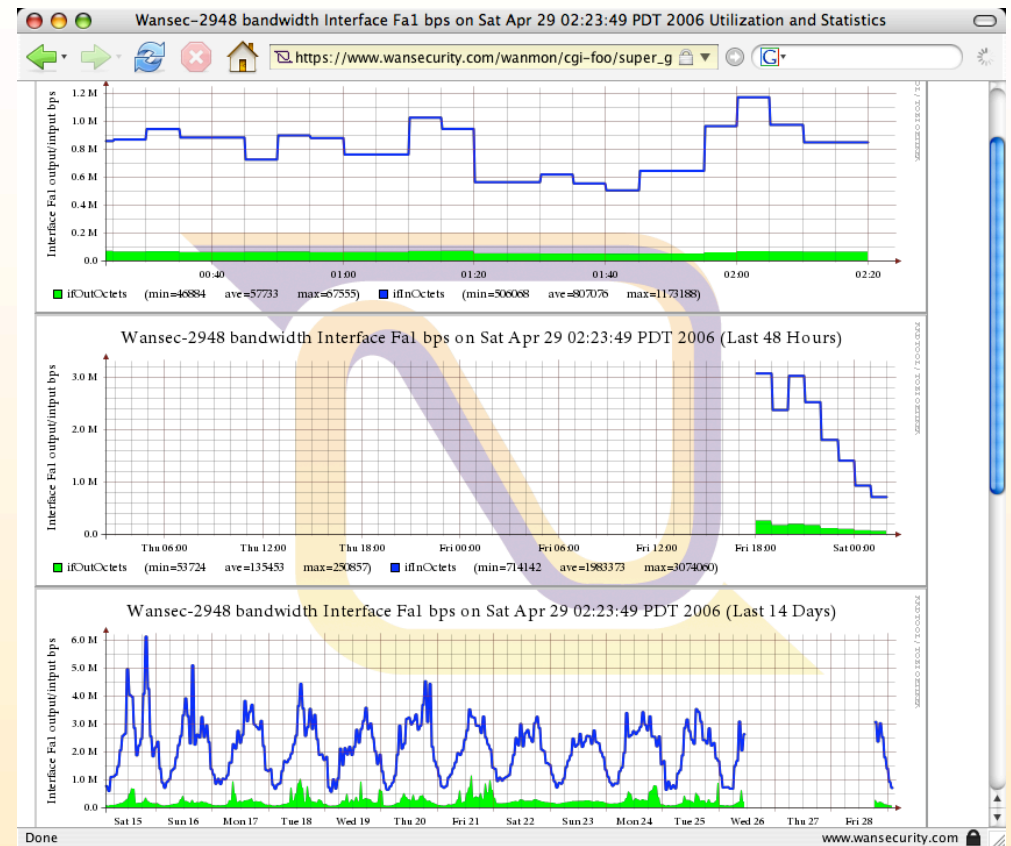 Wansec-2948 bandwidth Interface Fa1 bps on Sat Apr 29 02:23:49 PDT 2006 Utilization and Statistics
https://www.wansecurity.com/wanmon/cgi-foo/super_g
G
Interface Fa1 output/intput bps
1.2 M
1.0 M
0.8 M
0.6 M
0.4 M
0.2 M
0.0
00:40 01:00 01:20 01:40 02:00 02:20
ifOutOctets (min=46884 ave=57733 max=67555) ifInOctets (min=506068 ave=807076 max=1173188)
Wansec-2948 bandwidth Interface Fa1 bps on Sat Apr 29 02:23:49 PDT 2006 (Last 48 Hours)
RRDTOOL / TOBI OETIKER
Interface Fa1 output/intput bps
3.0 M
2.0 M
1.0 M
0.0
Thu 06:00 Thu 12:00 Thu 18:00 Fri 00:00 Fri 06:00 Fri 12:00 Fri 18:00 Sat 00:00
ifOutOctets (min=53724 ave=135453 max=250857) ifInOctets (min=714142 ave=1983373 max=3074060)
Wansec-2948 bandwidth Interface Fa1 bps on Sat Apr 29 02:23:49 PDT 2006 (Last 14 Days)
RRDTOOL / TOBI OETIKER
Interface Fa1 output/intput bps
6.0 M
5.0 M
4.0 M
3.0 M
2.0 M
1.0 M
0.0
Sat 15 Sun 16 Mon 17 Tue 18 Wed 19 Thu 20 Fri 21 Sat 22 Sun 23 Mon 24 Tue 25 Wed 26 Thu 27 Fri 28
Done
www.wansecurity.com